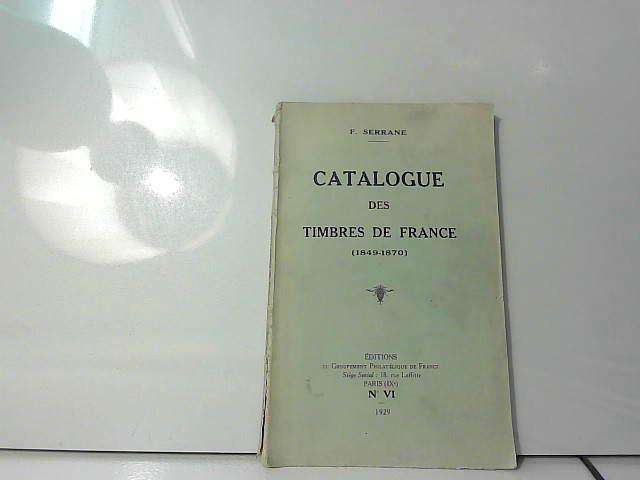 F. SERRANE
CATALOGUE
DES
TIMBRES DE FRANCE
(1849-1870)
ÉDITIONS
DU GROUPEMENT PHILATÉLIQUE DE FRANCE
Siège Social : 18, rue Laffitte
PARIS (IXe)
N° VI
1929